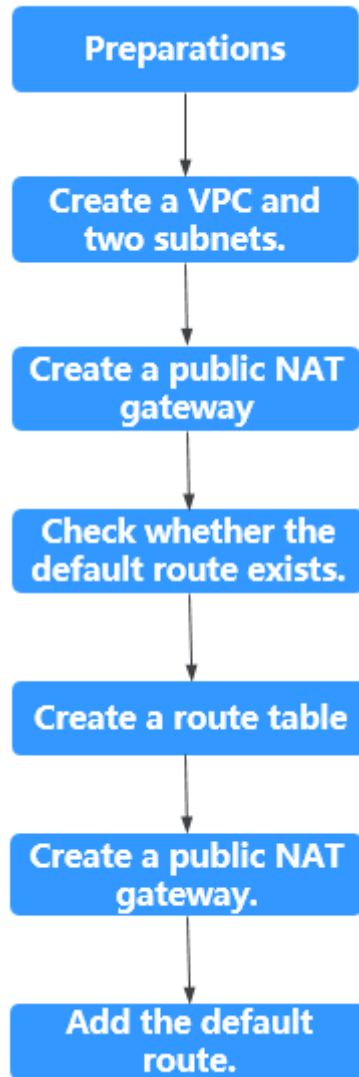 Preparations
Create a VPC and
two subnets.
Create a public NAT
gateway
Check whether the
default route exists.
Create a route table
Create a public NAT
gateway.
Add the default
route.